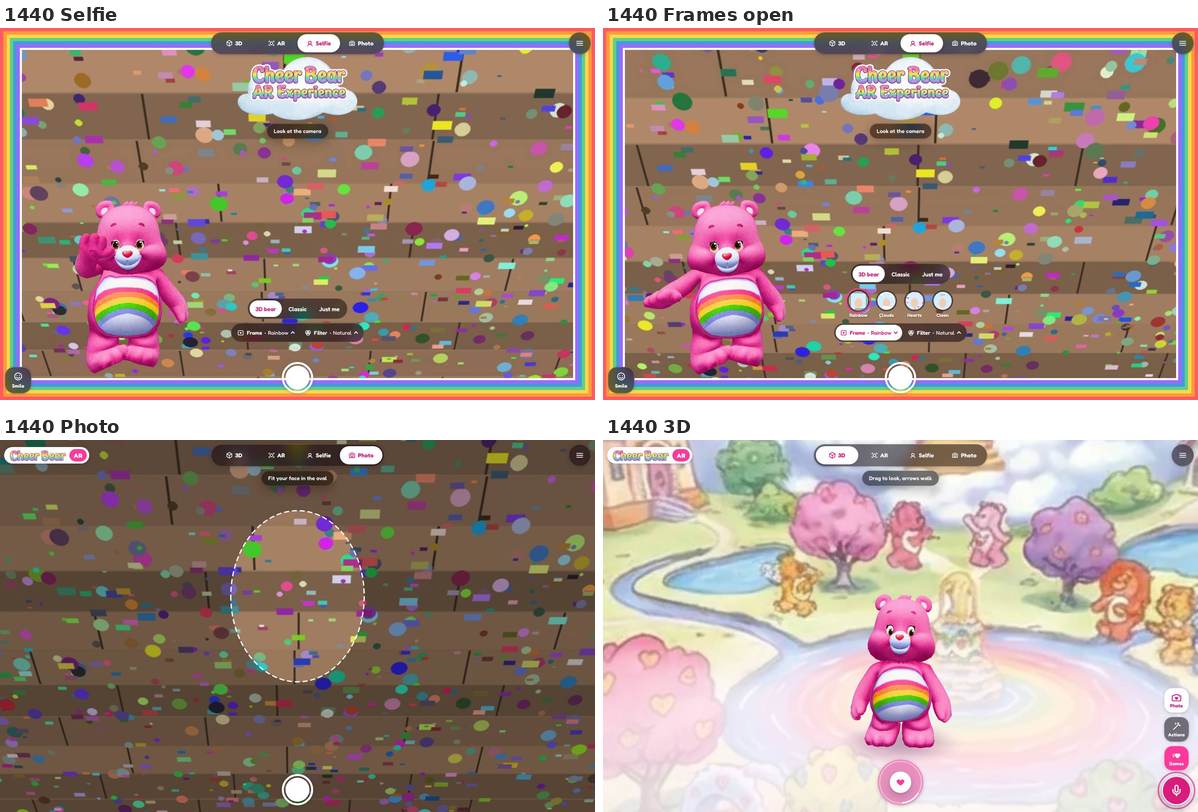 1440 Selfie
3D AR Selfie Photo
Cheer Bear
AR Experience
Look at the camera
3D bear Classic Just me
Frame · Rainbow Filter · Natural
Smile
1440 Frames open
3D AR Selfie Photo
Cheer Bear
AR Experience
Look at the camera
3D bear Classic Just me
Rainbow Clouds Hearts Clean
Frame · Rainbow Filter · Natural
Smile
1440 Photo
Cheer Bear AR
3D AR Selfie Photo
Fit your face in the oval
1440 3D
Cheer Bear AR
3D AR Selfie Photo
Drag to look, arrows walk
Photo
Actions
Games